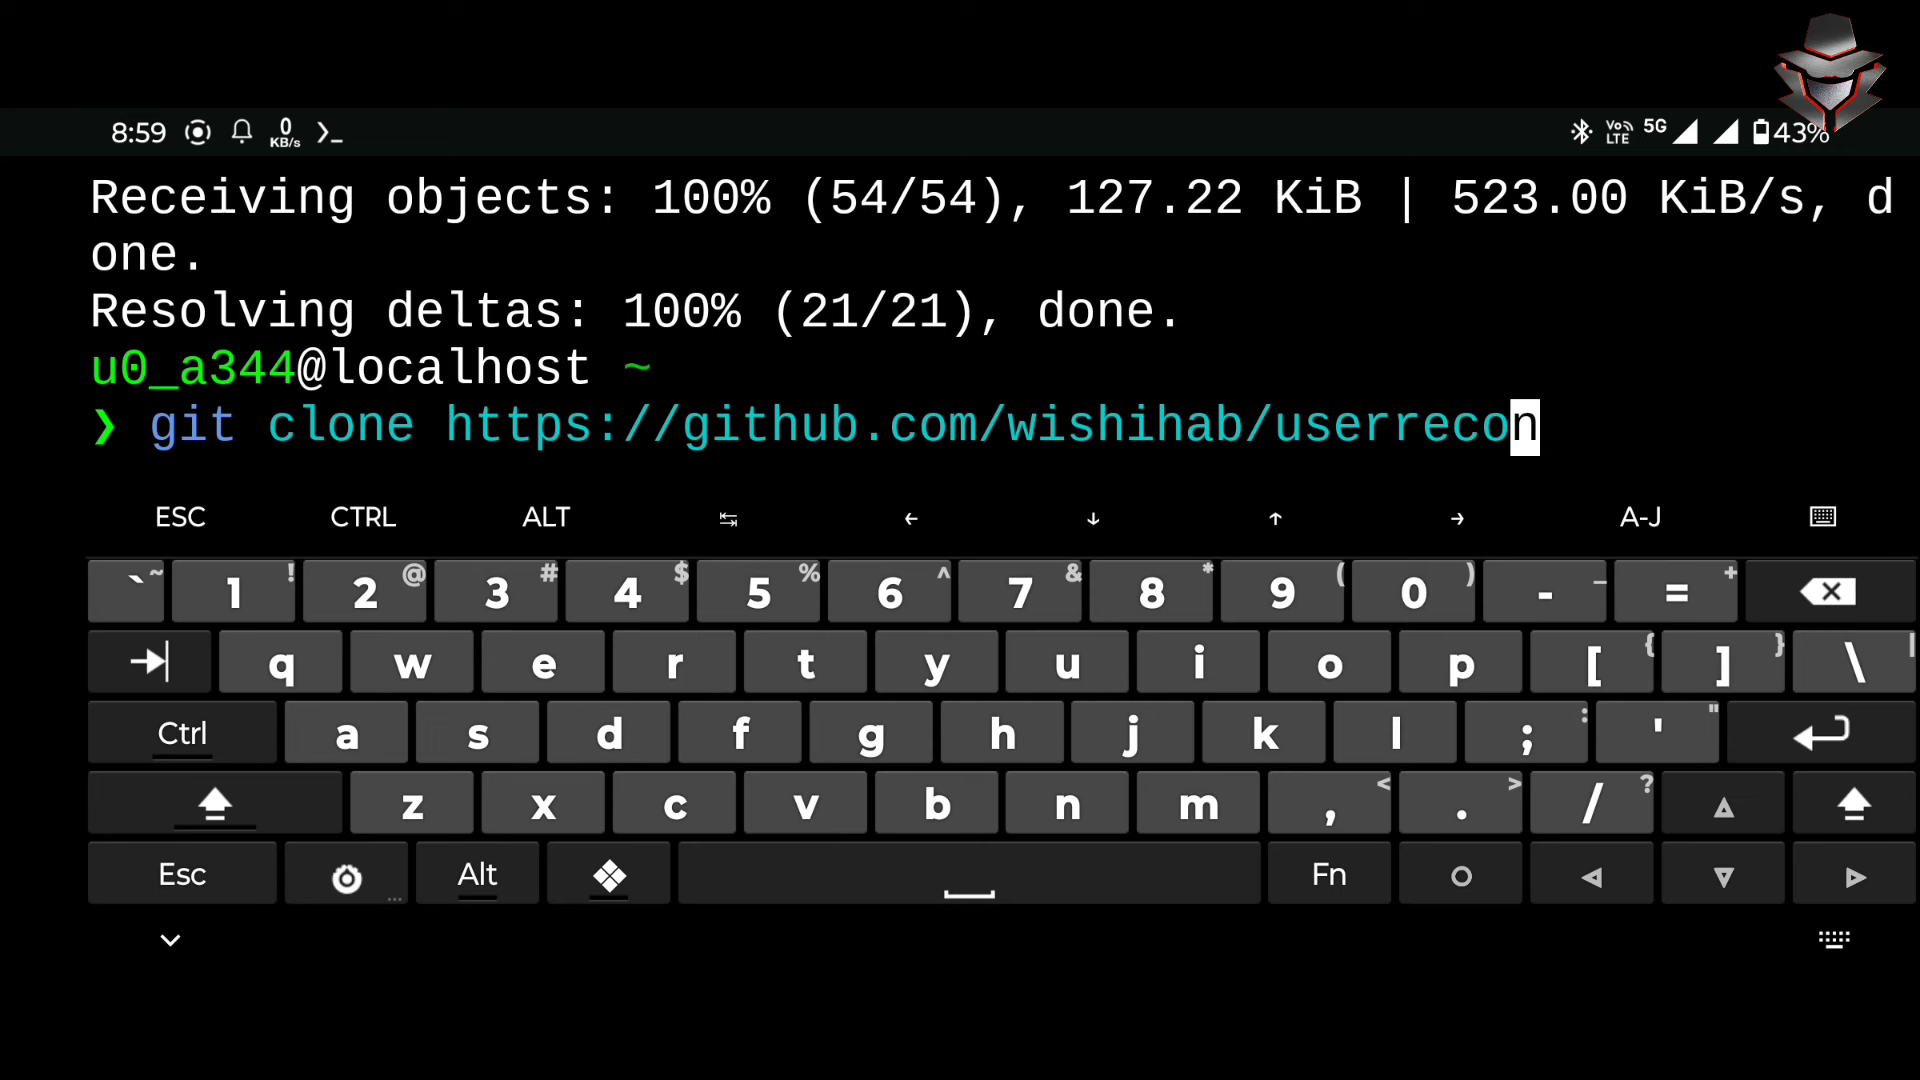 8:59 0 KB/s Vo LTE 5G 43%
Receiving objects: 100% (54/54), 127.22 KiB | 523.00 KiB/s, d
one.
Resolving deltas: 100% (21/21), done.
u0_a344@localhost ~
❯ git clone https://github.com/wishihab/userrecon
ESC CTRL ALT ↹ ← ↓ ↑ → A-J
` ~ 1 ! 2 @ 3 # 4 $ 5 % 6 ^ 7 & 8 * 9 ( 0 ) - _ = +
q w e r t y u i o p [ { ] } \ |
Ctrl a s d f g h j k l ; : ' "
z x c v b n m , < . > / ?
Esc ... Alt Fn